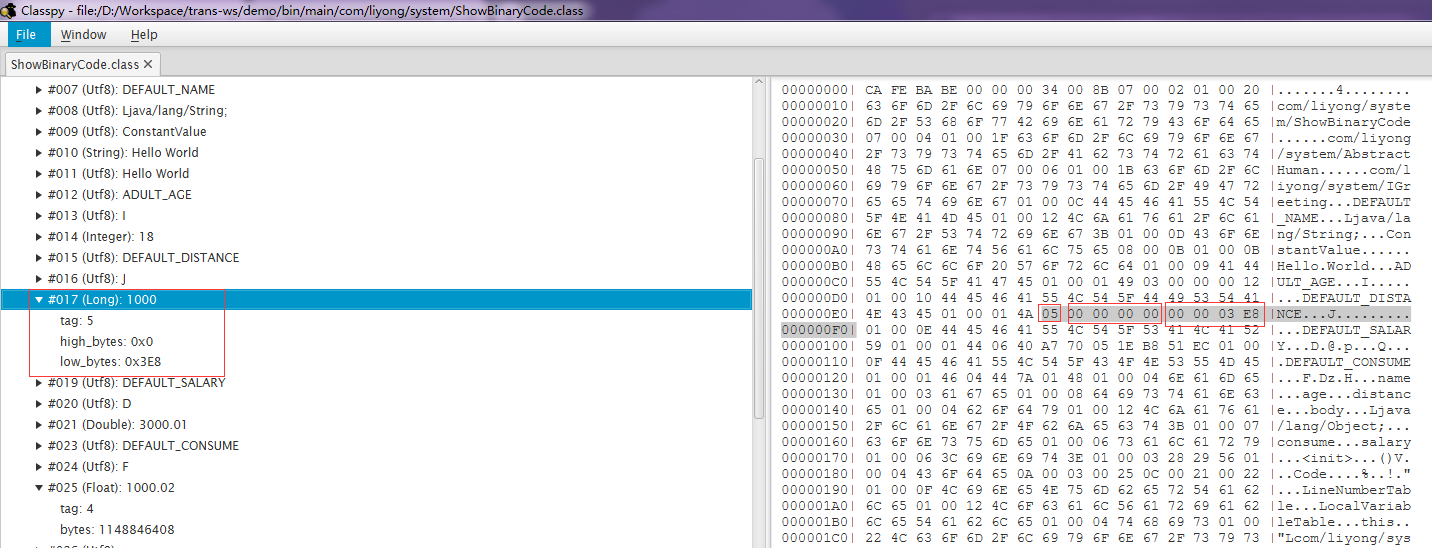 Classpy - file:/D:/Workspace/trans-ws/demo/bin/main/com/liyong/system/ShowBinaryCode.class
File Window Help
ShowBinaryCode.class ✕
#007 (Utf8): DEFAULT_NAME
#008 (Utf8): Ljava/lang/String;
#009 (Utf8): ConstantValue
#010 (String): Hello World
#011 (Utf8): Hello World
#012 (Utf8): ADULT_AGE
#013 (Utf8): I
#014 (Integer): 18
#015 (Utf8): DEFAULT_DISTANCE
#016 (Utf8): J
#017 (Long): 1000
tag: 5
high_bytes: 0x0
low_bytes: 0x3E8
#019 (Utf8): DEFAULT_SALARY
#020 (Utf8): D
#021 (Double): 3000.01
#023 (Utf8): DEFAULT_CONSUME
#024 (Utf8): F
#025 (Float): 1000.02
tag: 4
bytes: 1148846408
00000000| CA FE BA BE 00 00 00 34 00 8B 07 00 02 01 00 20 |.......4........
00000010| 63 6F 6D 2F 6C 69 79 6F 6E 67 2F 73 79 73 74 65 |com/liyong/syste
00000020| 6D 2F 53 68 6F 77 42 69 6E 61 72 79 43 6F 64 65 |m/ShowBinaryCode
00000030| 07 00 04 01 00 1F 63 6F 6D 2F 6C 69 79 6F 6E 67 |......com/liyong
00000040| 2F 73 79 73 74 65 6D 2F 41 62 73 74 72 61 63 74 |/system/Abstract
00000050| 48 75 6D 61 6E 07 00 06 01 00 1B 63 6F 6D 2F 6C |Human......com/l
00000060| 69 79 6F 6E 67 2F 73 79 73 74 65 6D 2F 49 47 72 |iyong/system/IGr
00000070| 65 65 74 69 6E 67 01 00 0C 44 45 46 41 55 4C 54 |eeting...DEFAULT
00000080| 5F 4E 41 4D 45 01 00 12 4C 6A 61 76 61 2F 6C 61 |_NAME...Ljava/la
00000090| 6E 67 2F 53 74 72 69 6E 67 3B 01 00 0D 43 6F 6E |ng/String;...Con
000000A0| 73 74 61 6E 74 56 61 6C 75 65 08 00 0B 01 00 0B |stantValue......
000000B0| 48 65 6C 6C 6F 20 57 6F 72 6C 64 01 00 09 41 44 |Hello.World...AD
000000C0| 55 4C 54 5F 41 47 45 01 00 01 49 03 00 00 00 12 |ULT_AGE...I.....
000000D0| 01 00 10 44 45 46 41 55 4C 54 5F 44 49 53 54 41 |...DEFAULT_DISTA
000000E0| 4E 43 45 01 00 01 4A 05 00 00 00 00 00 00 03 E8 |NCE...J.........
000000F0| 01 00 0E 44 45 46 41 55 4C 54 5F 53 41 4C 41 52 |...DEFAULT_SALAR
00000100| 59 01 00 01 44 06 40 A7 70 05 1E B8 51 EC 01 00 |Y...D.@.p...Q...
00000110| 0F 44 45 46 41 55 4C 54 5F 43 4F 4E 53 55 4D 45 |.DEFAULT_CONSUME
00000120| 01 00 01 46 04 44 7A 01 48 01 00 04 6E 61 6D 65 |...F.Dz.H...name
00000130| 01 00 03 61 67 65 01 00 08 64 69 73 74 61 6E 63 |...age...distanc
00000140| 65 01 00 04 62 6F 64 79 01 00 12 4C 6A 61 76 61 |e...body...Ljava
00000150| 2F 6C 61 6E 67 2F 4F 62 6A 65 63 74 3B 01 00 07 |/lang/Object;...
00000160| 63 6F 6E 73 75 6D 65 01 00 06 73 61 6C 61 72 79 |consume...salary
00000170| 01 00 06 3C 69 6E 69 74 3E 01 00 03 28 29 56 01 |...<init>...()V.
00000180| 00 04 43 6F 64 65 0A 00 03 00 25 0C 00 21 00 22 |..Code....%..!."
00000190| 01 00 0F 4C 69 6E 65 4E 75 6D 62 65 72 54 61 62 |...LineNumberTab
000001A0| 6C 65 01 00 12 4C 6F 63 61 6C 56 61 72 69 61 62 |le...LocalVariab
000001B0| 6C 65 54 61 62 6C 65 01 00 04 74 68 69 73 01 00 |leTable...this..
000001C0| 22 4C 63 6F 6D 2F 6C 69 79 6F 6E 67 2F 73 79 73 |"Lcom/liyong/sys